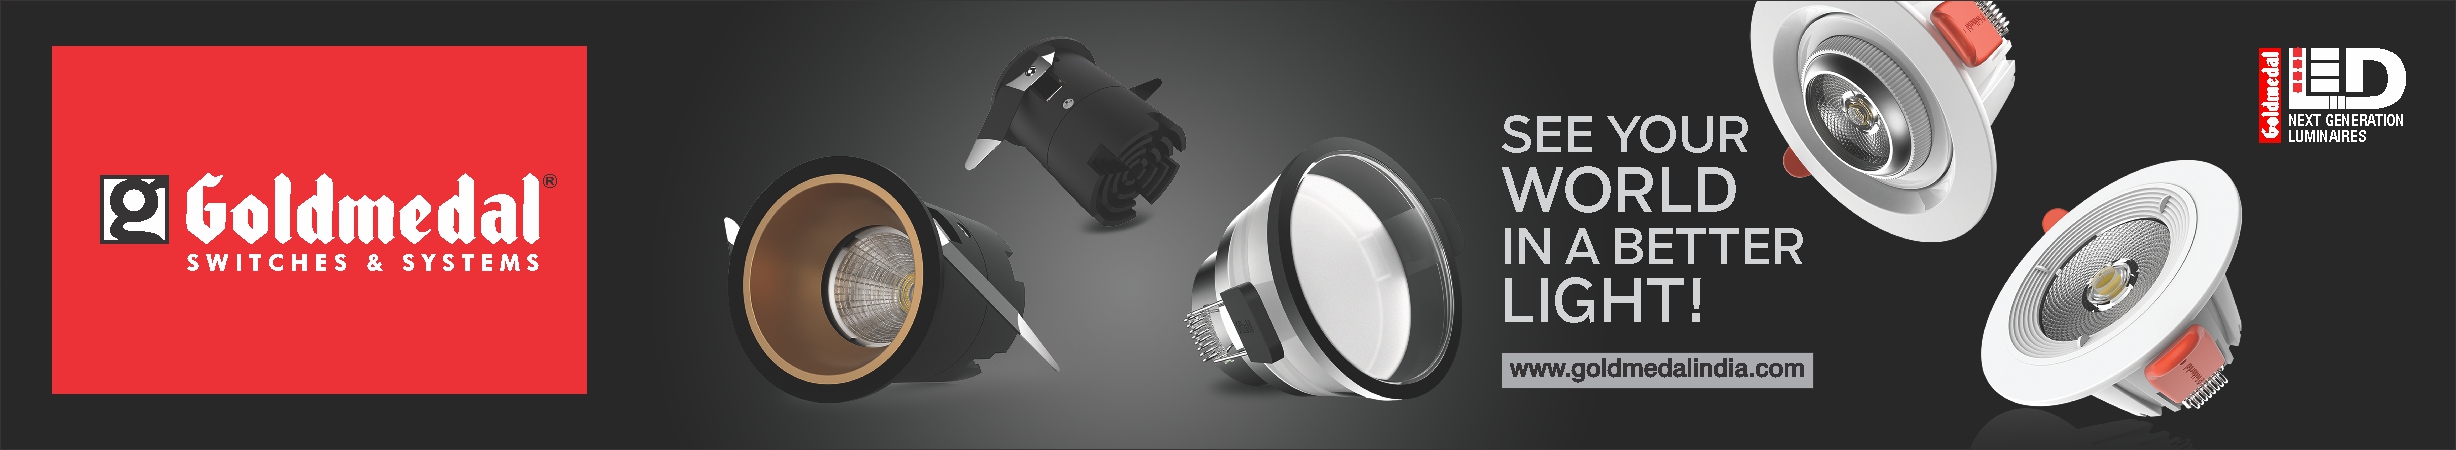 g Goldmedal®
SWITCHES & SYSTEMS
SEE YOUR
WORLD
IN A BETTER
LIGHT!
www.goldmedalindia.com
Goldmedal
LED
NEXT GENERATION
LUMINAIRES